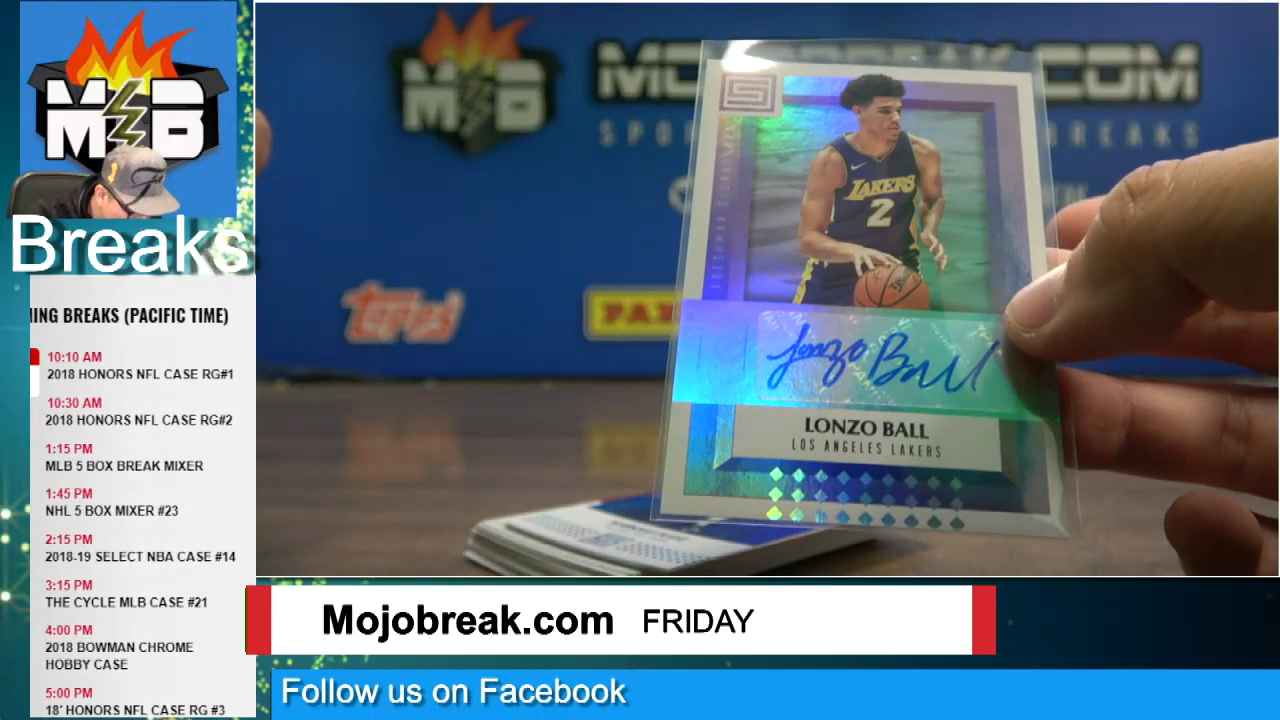 MOJOBREAK.COM
M B
M B
Breaks
ING BREAKS (PACIFIC TIME)
10:10 AM
2018 HONORS NFL CASE RG#1
10:30 AM
2018 HONORS NFL CASE RG#2
1:15 PM
MLB 5 BOX BREAK MIXER
1:45 PM
NHL 5 BOX MIXER #23
2:15 PM
2018-19 SELECT NBA CASE #14
3:15 PM
THE CYCLE MLB CASE #21
4:00 PM
2018 BOWMAN CHROME
HOBBY CASE
5:00 PM
18' HONORS NFL CASE RG #3
TOPPS
LAKERS
2
Lonzo Ball
LONZO BALL
LOS ANGELES LAKERS
Mojobreak.com FRIDAY
Follow us on Facebook